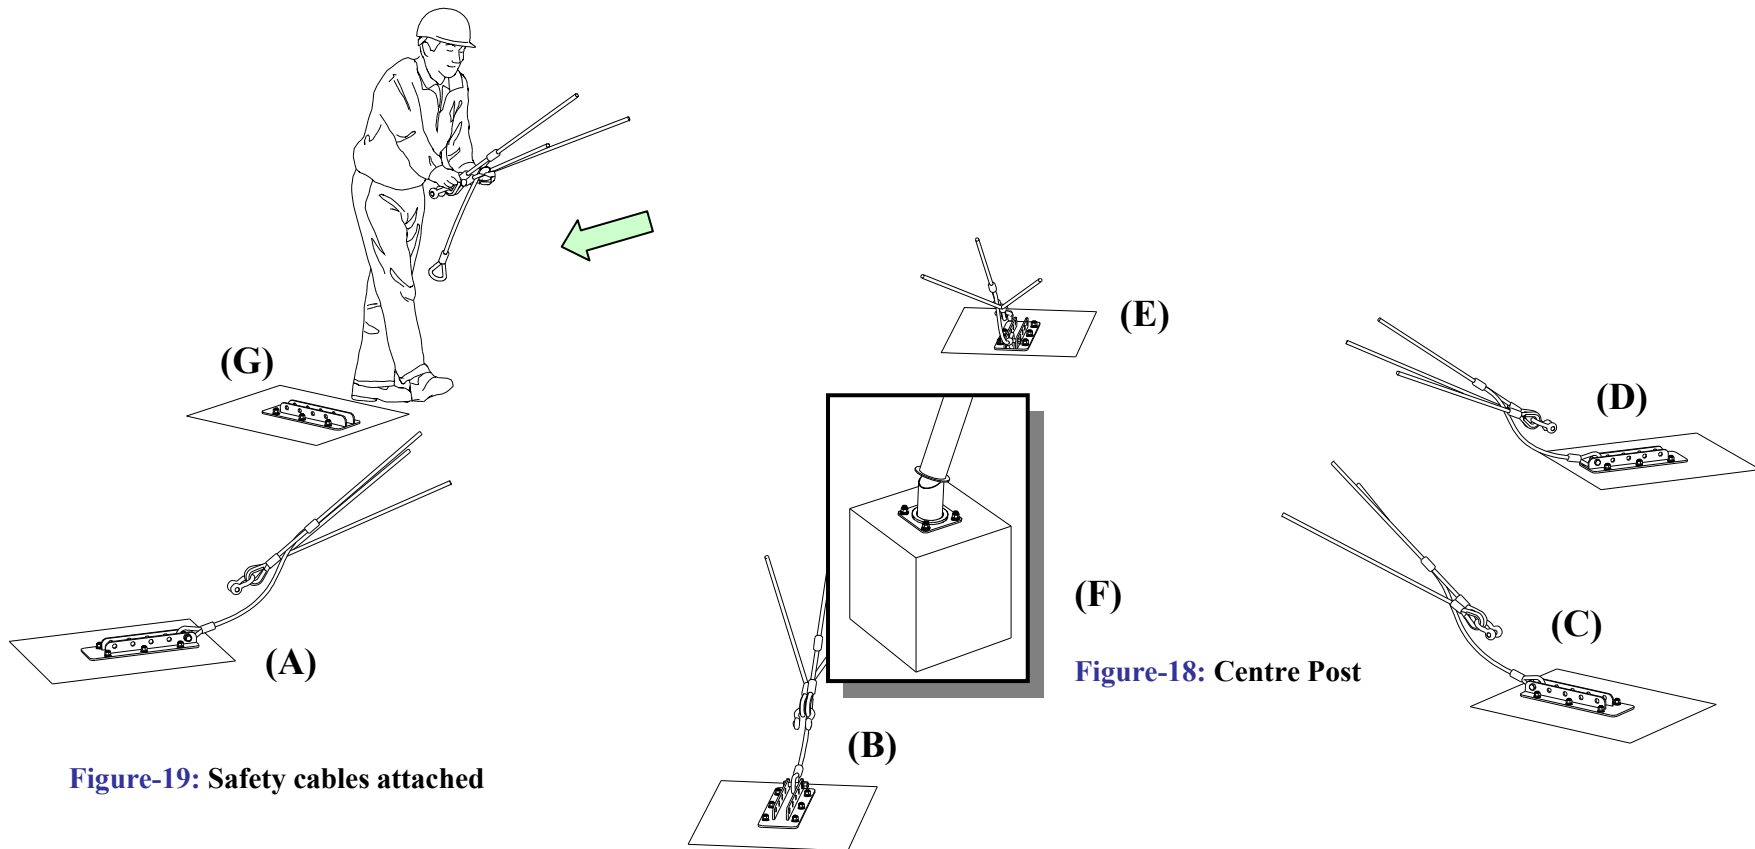 (G)
(E)
(D)
(A)
(F)
(C)
Figure-18: Centre Post
(B)
Figure-19: Safety cables attached